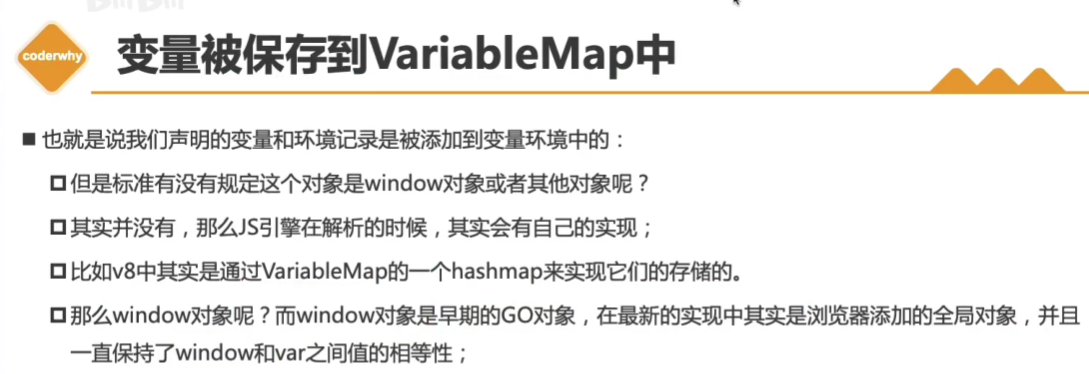 coderwhy
变量被保存到VariableMap中
■ 也就是说我们声明的变量和环境记录是被添加到变量环境中的：
但是标准有没有规定这个对象是window对象或者其他对象呢？
其实并没有，那么JS引擎在解析的时候，其实会有自己的实现；
比如v8中其实是通过VariableMap的一个hashmap来实现它们的存储的。
那么window对象呢？而window对象是早期的GO对象，在最新的实现中其实是浏览器添加的全局对象，并且
一直保持了window和var之间值的相等性；